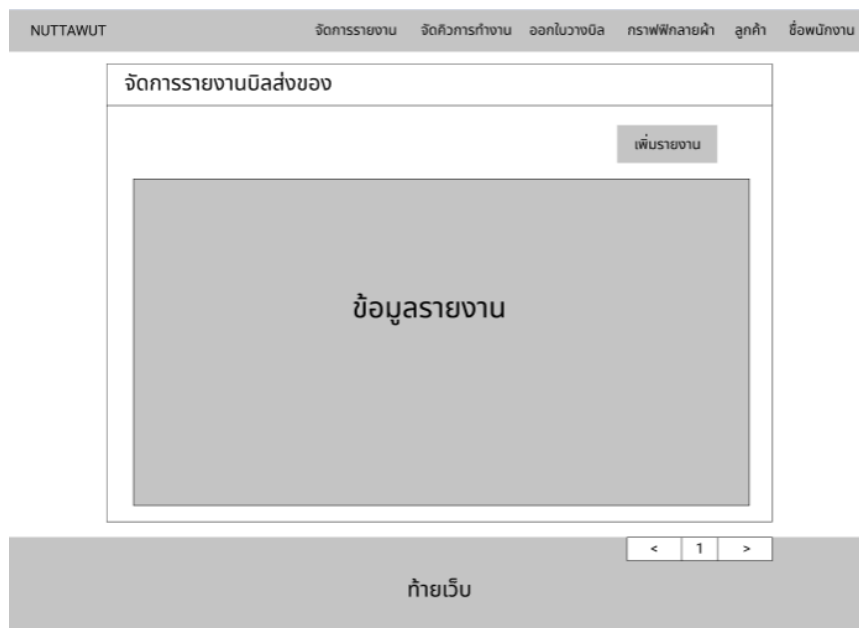 NUTTAWUT จัดการรายงาน จัดคิวการทำงาน ออกใบวางบิล กราฟฟิกลายผ้า ลูกค้า ชื่อพนักงาน
จัดการรายงานบิลส่งของ
เพิ่มรายงาน
ข้อมูลรายงาน
< 1 >
ท้ายเว็บ